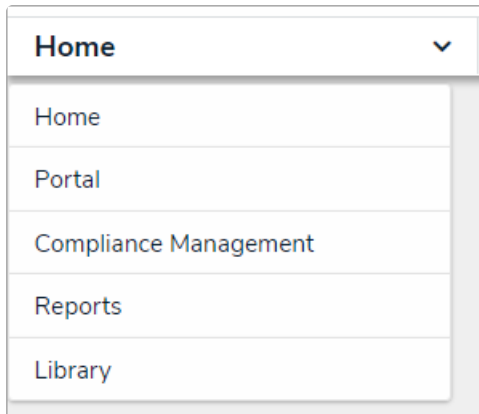 Home
Home
Portal
Compliance Management
Reports
Library